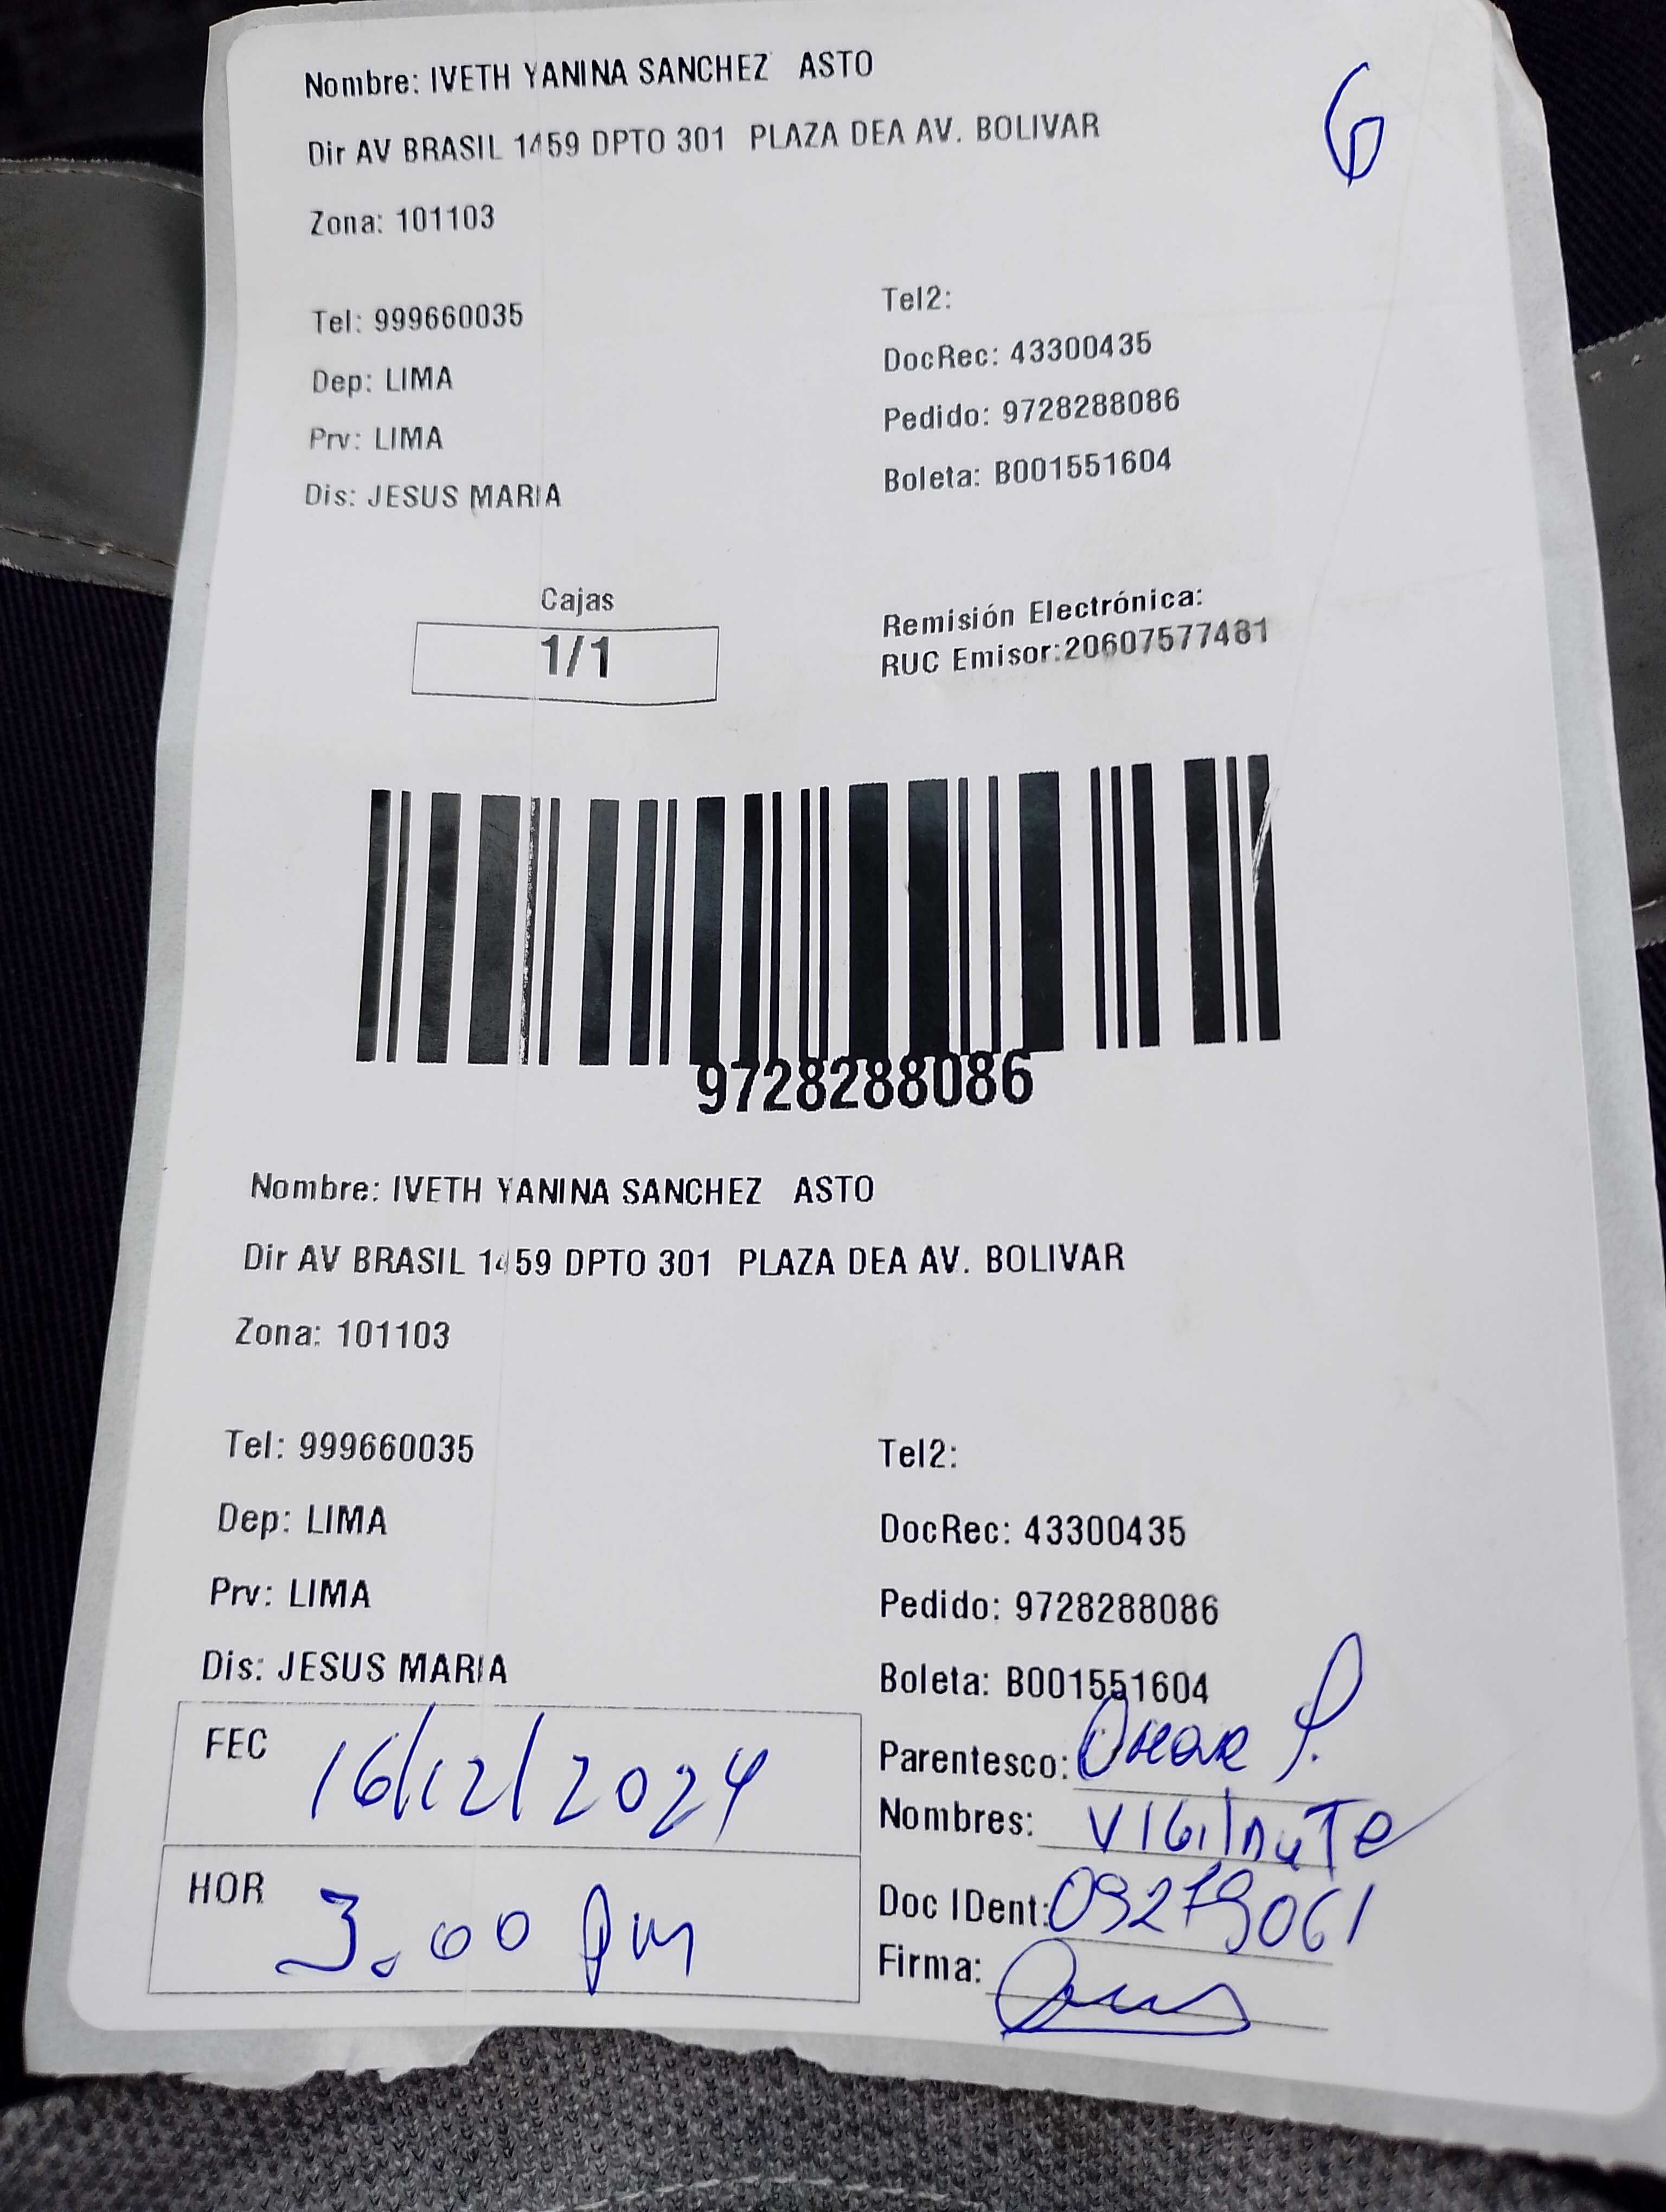 Nombre: IVETH YANINA SANCHEZ ASTO
6
Dir AV BRASIL 1459 DPTO 301 PLAZA DEA AV. BOLIVAR
Zona: 101103
Tel: 999660035
Tel2:
Dep: LIMA
DocRec: 43300435
Prv: LIMA
Pedido: 9728288086
Dis: JESUS MARIA
Boleta: B001551604
Cajas
1/1
Remisión Electrónica:
RUC Emisor:20607577481
9728288086
Nombre: IVETH YANINA SANCHEZ ASTO
Dir AV BRASIL 1459 DPTO 301 PLAZA DEA AV. BOLIVAR
Zona: 101103
Tel: 999660035
Tel2:
Dep: LIMA
DocRec: 43300435
Prv: LIMA
Pedido: 9728288086
Dis: JESUS MARIA
Boleta: B001551604
FEC 16/12/2024
Parentesco: P.
Nombres: VIGIlnuTe
HOR 3.00 pm
Doc IDent: 09279061
Firma: